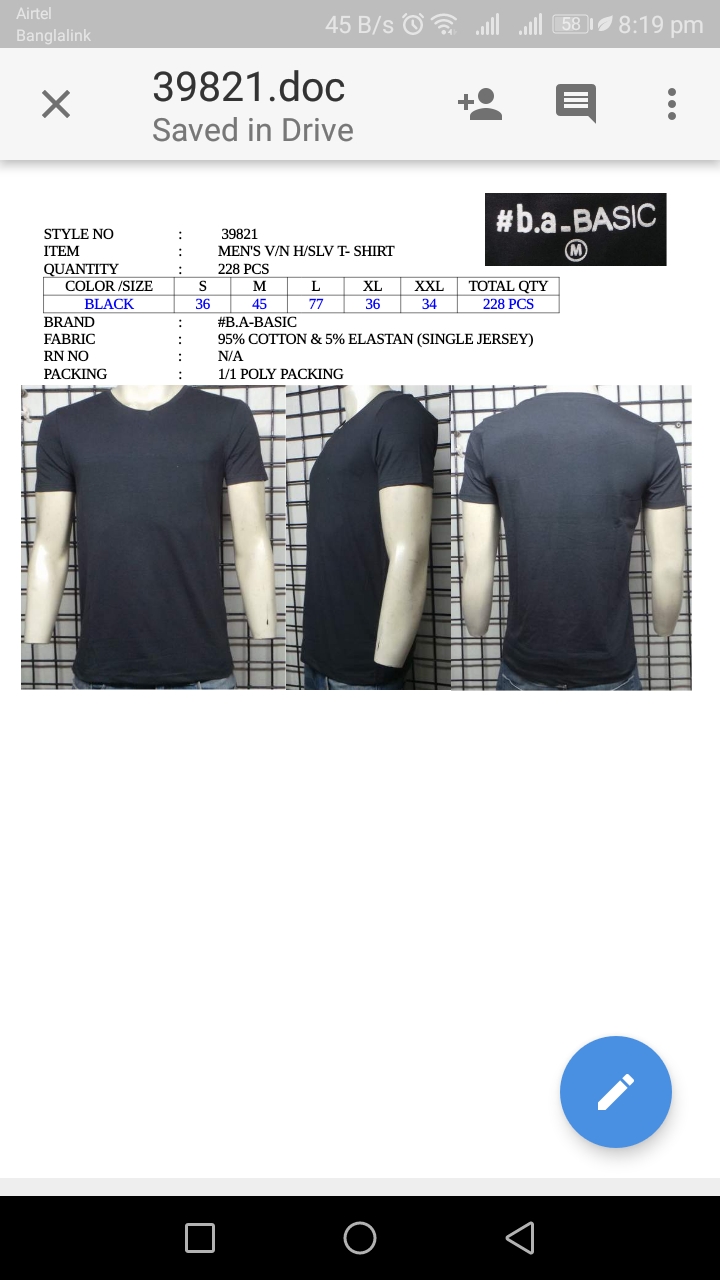 Airtel
Banglalink
45 B/s 58 8:19 pm
39821.doc
Saved in Drive
#b.a-BASIC
M
STYLE NO : 39821
ITEM : MEN'S V/N H/SLV T- SHIRT
QUANTITY : 228 PCS
COLOR /SIZE S M L XL XXL TOTAL QTY
BLACK 36 45 77 36 34 228 PCS
BRAND : #B.A-BASIC
FABRIC : 95% COTTON & 5% ELASTAN (SINGLE JERSEY)
RN NO : N/A
PACKING : 1/1 POLY PACKING